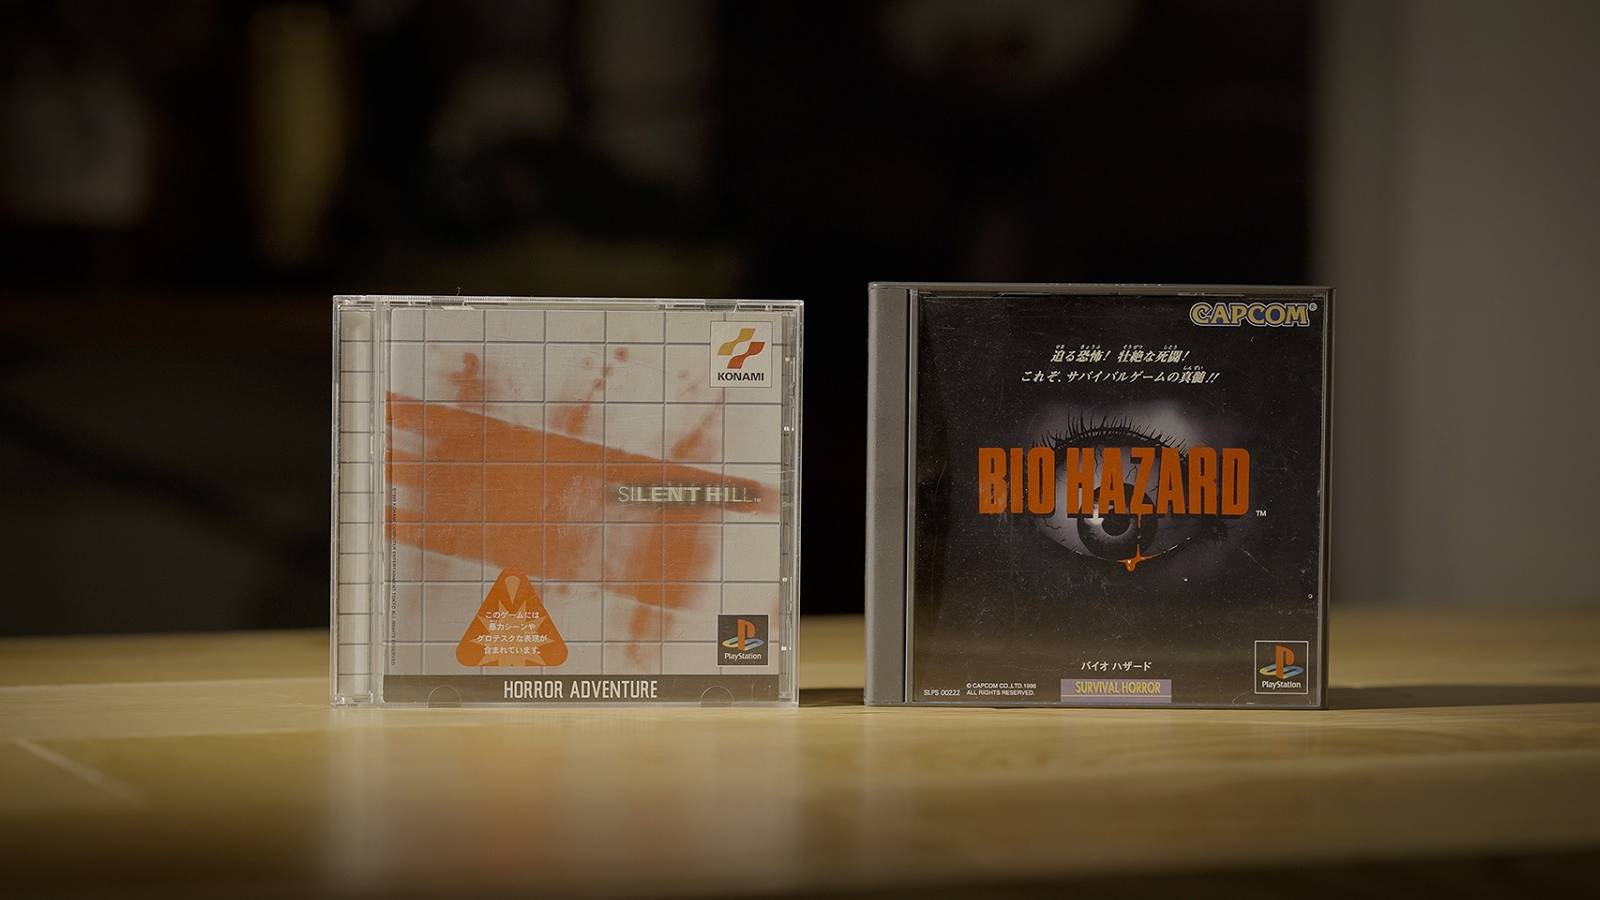 KONAMI
SILENT HILL™
このゲームには
暴力シーンや
グロテスクな表現が
含まれています。
PlayStation
HORROR ADVENTURE
CAPCOM®
迫る恐怖! 壮絶な死闘!
これぞ、サバイバルゲームの真髄!!
BIO HAZARD™
バイオ ハザード
SLPS 00222
© CAPCOM CO.,LTD.1996
ALL RIGHTS RESERVED.
SURVIVAL HORROR
PlayStation